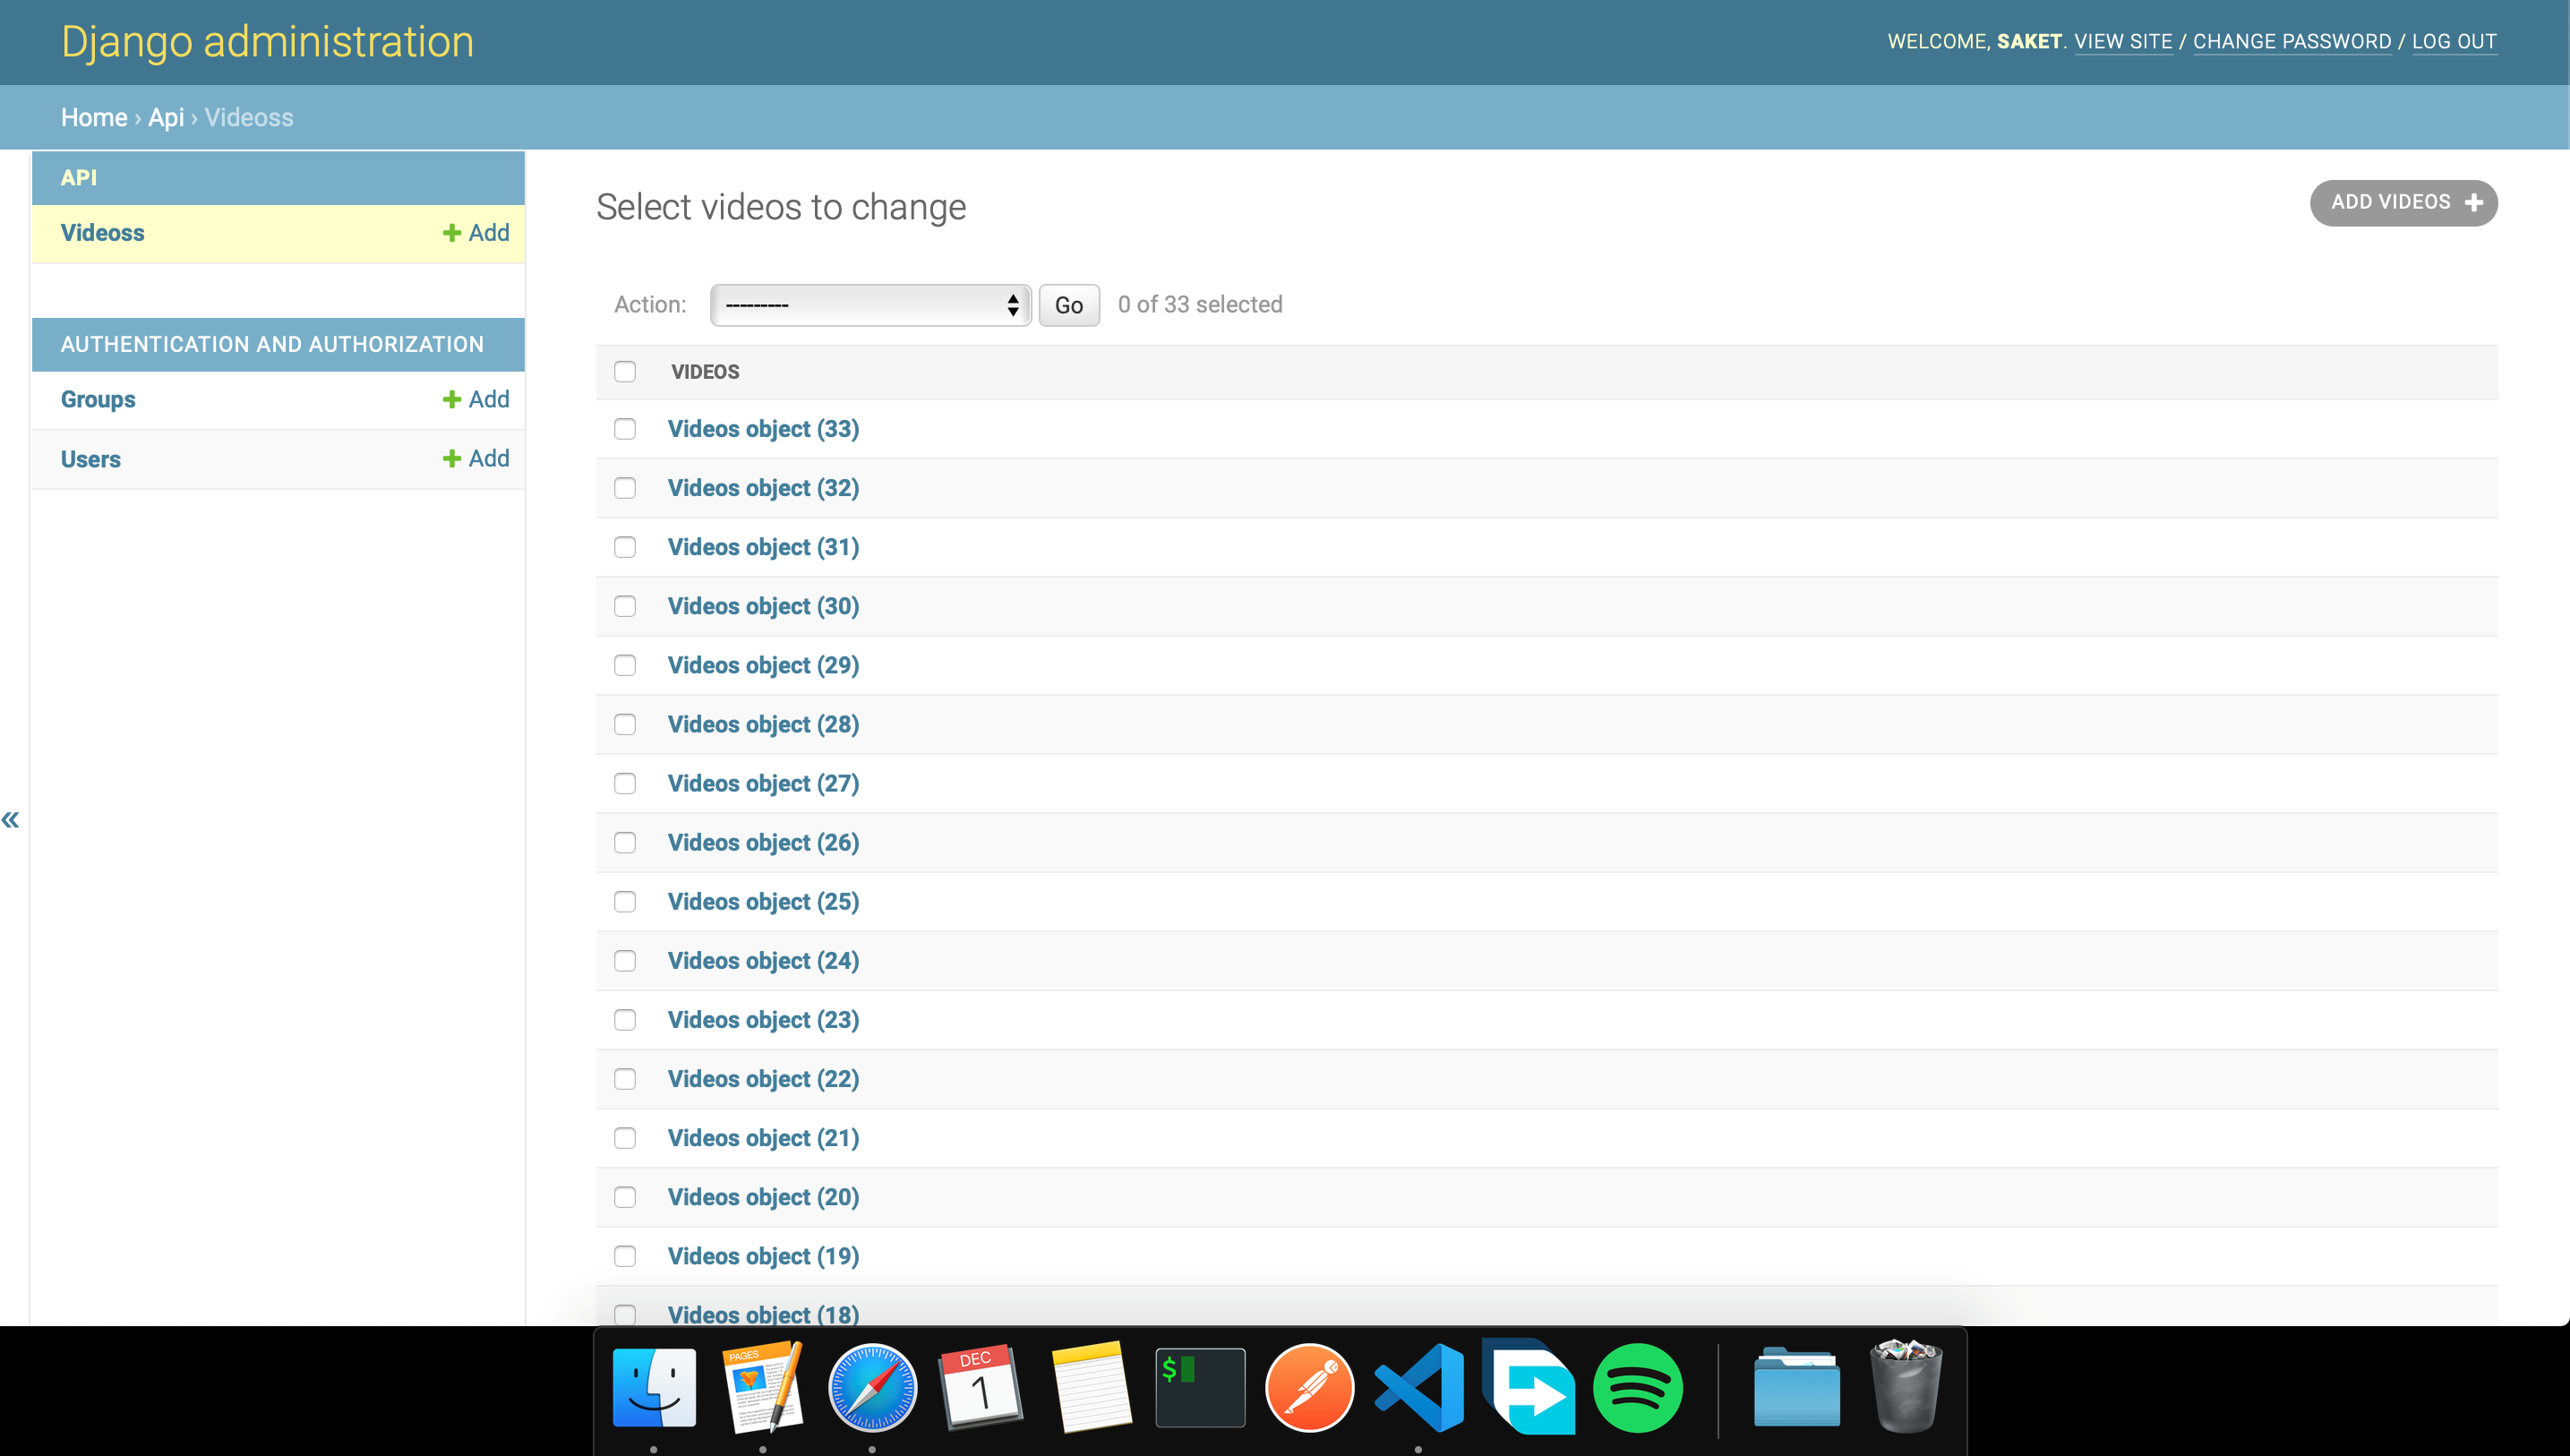 Django administration
WELCOME, SAKET. VIEW SITE / CHANGE PASSWORD / LOG OUT
Home › Api › Videoss
API
Videoss + Add
AUTHENTICATION AND AUTHORIZATION
Groups + Add
Users + Add
«
Select videos to change
ADD VIDEOS +
Action: --------- Go 0 of 33 selected
VIDEOS
Videos object (33)
Videos object (32)
Videos object (31)
Videos object (30)
Videos object (29)
Videos object (28)
Videos object (27)
Videos object (26)
Videos object (25)
Videos object (24)
Videos object (23)
Videos object (22)
Videos object (21)
Videos object (20)
Videos object (19)
Videos object (18)
PAGES
DEC
1
$